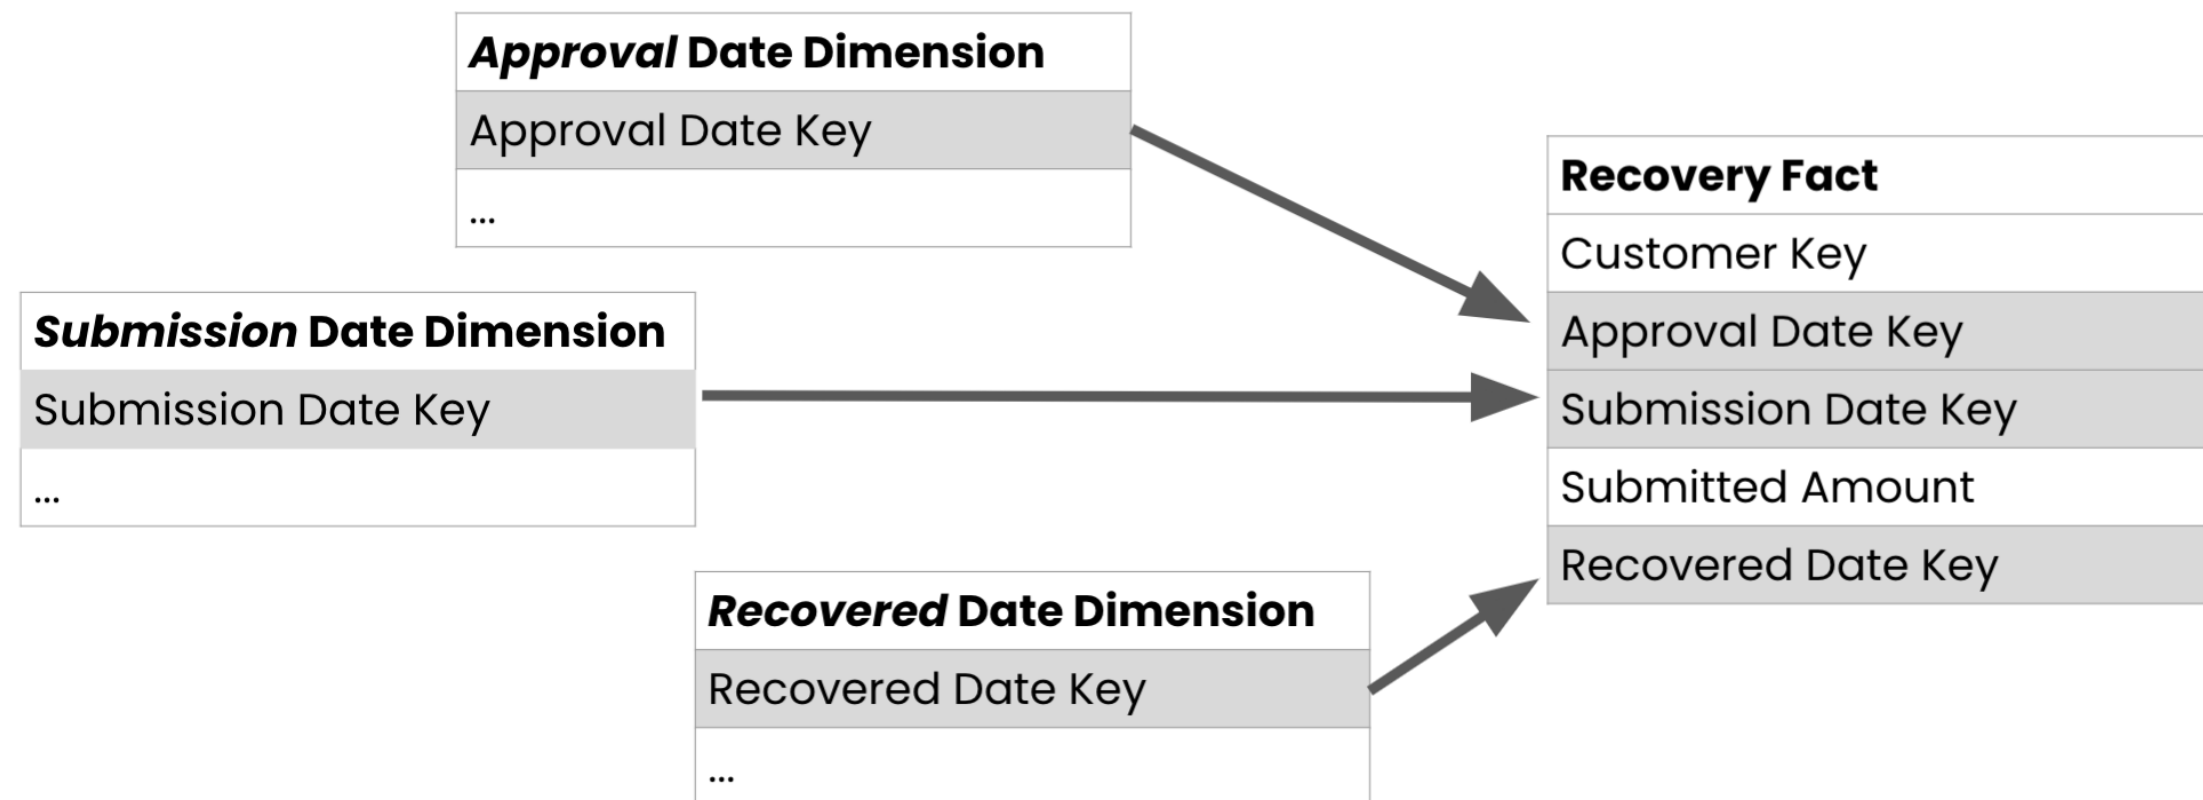 Approval Date Dimension
Approval Date Key
...
Submission Date Dimension
Submission Date Key
...
Recovered Date Dimension
Recovered Date Key
...
Recovery Fact
Customer Key
Approval Date Key
Submission Date Key
Submitted Amount
Recovered Date Key